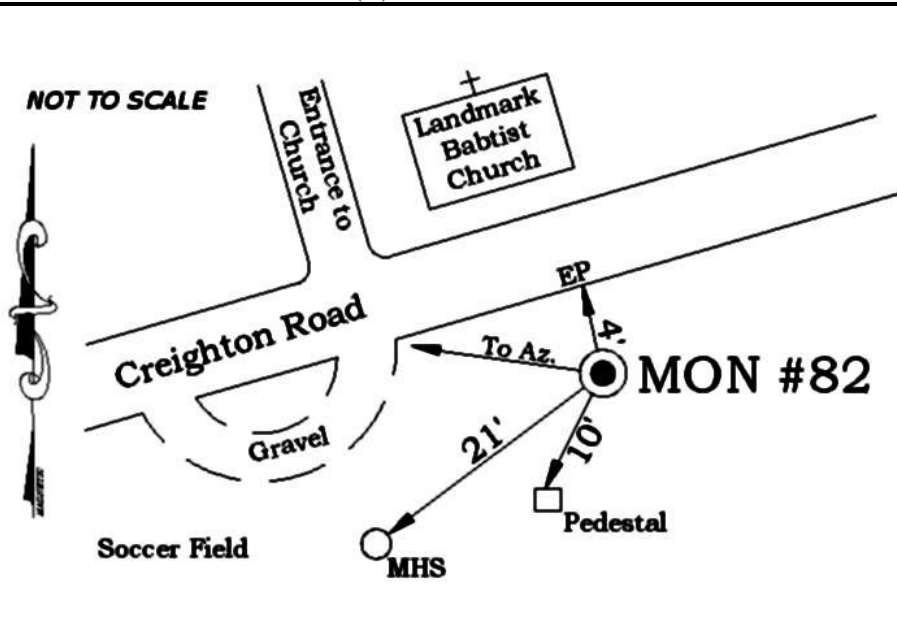 NOT TO SCALE
Entrance to
Church
Landmark
Babtist
Church
EP
Creighton Road
To Az.
4'
MON #82
Gravel
21'
10'
Pedestal
Soccer Field
MHS